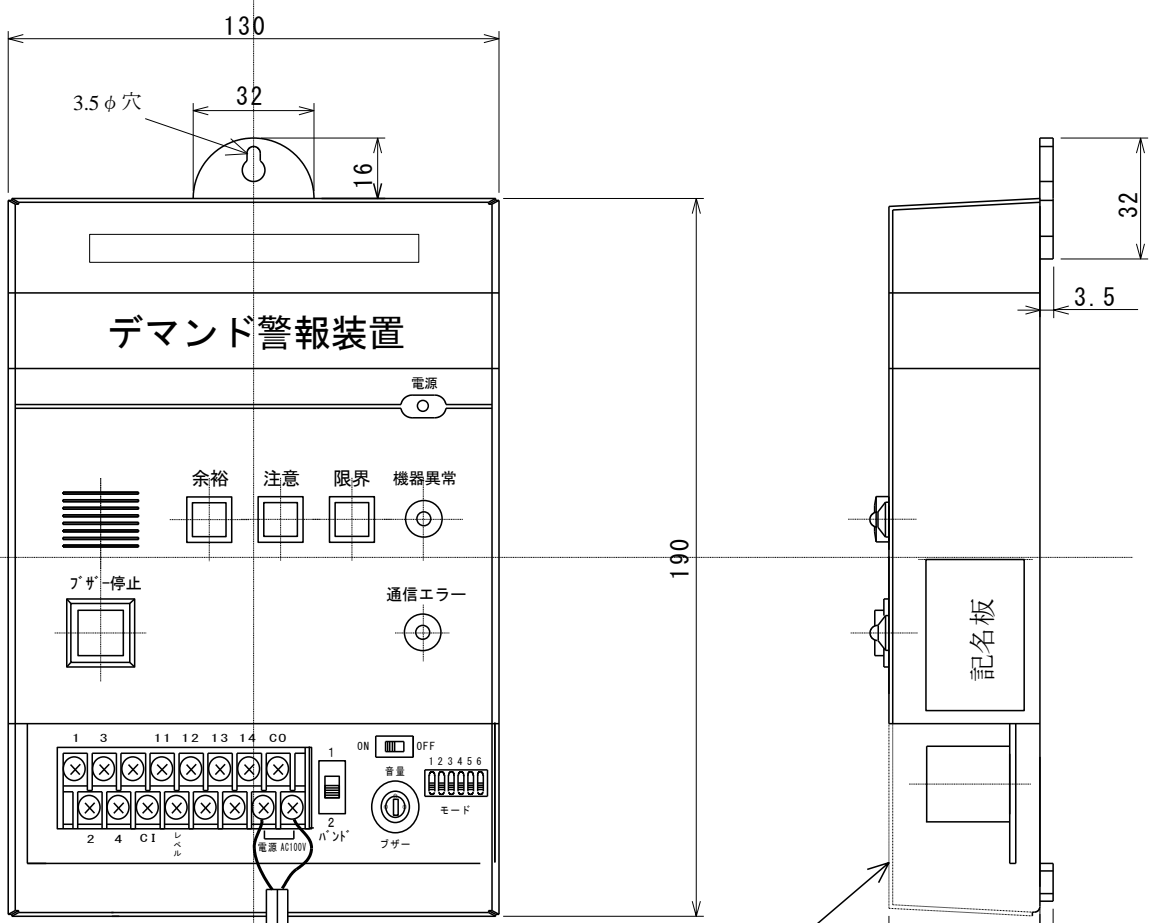 130
3.5φ穴
32
16
32
3.5
デマンド警報装置
電源
余裕 注意 限界 機器異常
190
ブザー停止
通信エラー
記名板
1 3 11 12 13 14 CO
ON OFF
1
音量
1 2 3 4 5 6
モード
2 4 CI レベル
2
バンド
ブザー
電源 AC100V